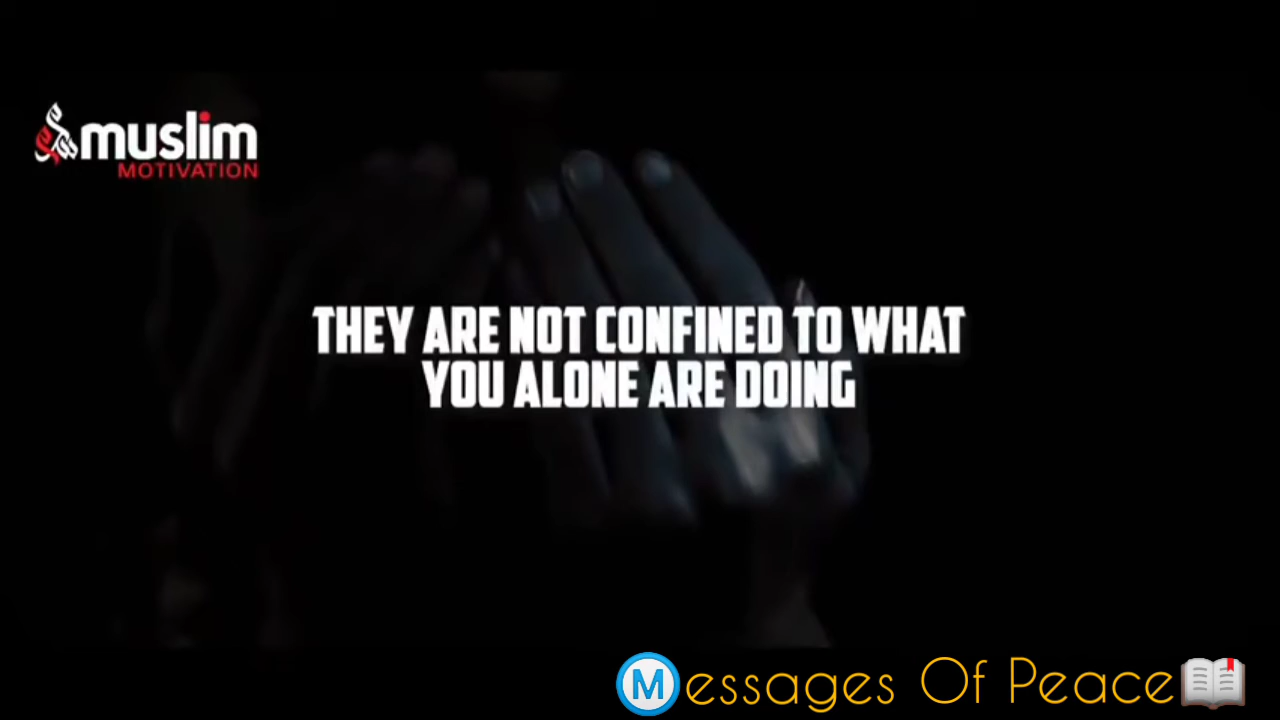 muslim
MOTIVATION
THEY ARE NOT CONFINED TO WHAT
YOU ALONE ARE DOING
Messages Of Peace